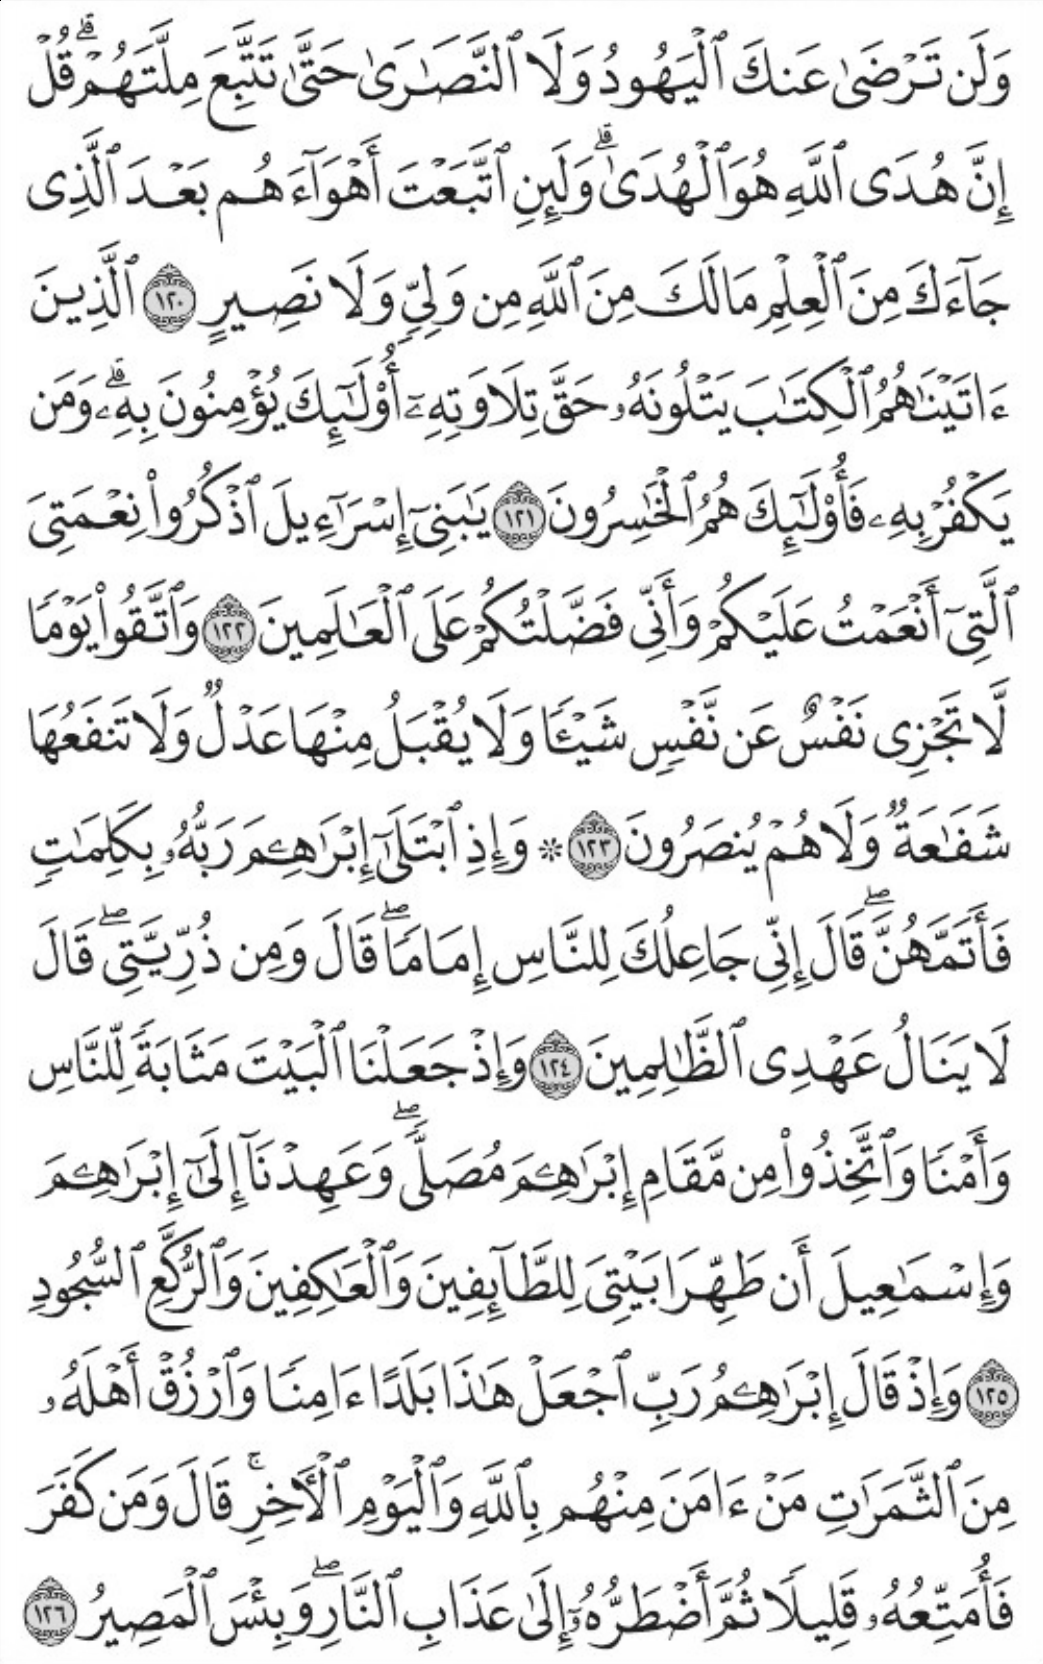 وَلَن تَرْضَىٰ عَنكَ ٱلْيَهُودُ وَلَا ٱلنَّصَـٰرَىٰ حَتَّىٰ تَتَّبِعَ مِلَّتَهُمْ ۗ قُلْ
إِنَّ هُدَى ٱللَّهِ هُوَ ٱلْهُدَىٰ ۗ وَلَئِنِ ٱتَّبَعْتَ أَهْوَآءَهُم بَعْدَ ٱلَّذِى
جَآءَكَ مِنَ ٱلْعِلْمِ مَا لَكَ مِنَ ٱللَّهِ مِن وَلِىٍّ وَلَا نَصِيرٍ ١٢٠ ٱلَّذِينَ
ءَاتَيْنَـٰهُمُ ٱلْكِتَـٰبَ يَتْلُونَهُۥ حَقَّ تِلَاوَتِهِۦٓ أُو۟لَـٰٓئِكَ يُؤْمِنُونَ بِهِۦ ۗ وَمَن
يَكْفُرْ بِهِۦ فَأُو۟لَـٰٓئِكَ هُمُ ٱلْخَـٰسِرُونَ ١٢١ يَـٰبَنِىٓ إِسْرَٰٓءِيلَ ٱذْكُرُوا۟ نِعْمَتِىَ
ٱلَّتِىٓ أَنْعَمْتُ عَلَيْكُمْ وَأَنِّى فَضَّلْتُكُمْ عَلَى ٱلْعَـٰلَمِينَ ١٢٢ وَٱتَّقُوا۟ يَوْمًا
لَّا تَجْزِى نَفْسٌ عَن نَّفْسٍ شَيْـًٔا وَلَا يُقْبَلُ مِنْهَا عَدْلٌ وَلَا تَنفَعُهَا
شَفَـٰعَةٌ وَلَا هُمْ يُنصَرُونَ ١٢٣ ۞ وَإِذِ ٱبْتَلَىٰٓ إِبْرَٰهِـۧمَ رَبُّهُۥ بِكَلِمَـٰتٍ
فَأَتَمَّهُنَّ ۖ قَالَ إِنِّى جَاعِلُكَ لِلنَّاسِ إِمَامًا ۖ قَالَ وَمِن ذُرِّيَّتِى ۖ قَالَ
لَا يَنَالُ عَهْدِى ٱلظَّـٰلِمِينَ ١٢٤ وَإِذْ جَعَلْنَا ٱلْبَيْتَ مَثَابَةً لِّلنَّاسِ
وَأَمْنًا وَٱتَّخِذُوا۟ مِن مَّقَامِ إِبْرَٰهِـۧمَ مُصَلًّى ۖ وَعَهِدْنَآ إِلَىٰٓ إِبْرَٰهِـۧمَ
وَإِسْمَـٰعِيلَ أَن طَهِّرَا بَيْتِىَ لِلطَّآئِفِينَ وَٱلْعَـٰكِفِينَ وَٱلرُّكَّعِ ٱلسُّجُودِ
١٢٥ وَإِذْ قَالَ إِبْرَٰهِـۧمُ رَبِّ ٱجْعَلْ هَـٰذَا بَلَدًا ءَامِنًا وَٱرْزُقْ أَهْلَهُۥ
مِنَ ٱلثَّمَرَٰتِ مَنْ ءَامَنَ مِنْهُم بِٱللَّهِ وَٱلْيَوْمِ ٱلْـَٔاخِرِ ۚ قَالَ وَمَن كَفَرَ
فَأُمَتِّعُهُۥ قَلِيلًا ثُمَّ أَضْطَرُّهُۥٓ إِلَىٰ عَذَابِ ٱلنَّارِ ۖ وَبِئْسَ ٱلْمَصِيرُ ١٢٦